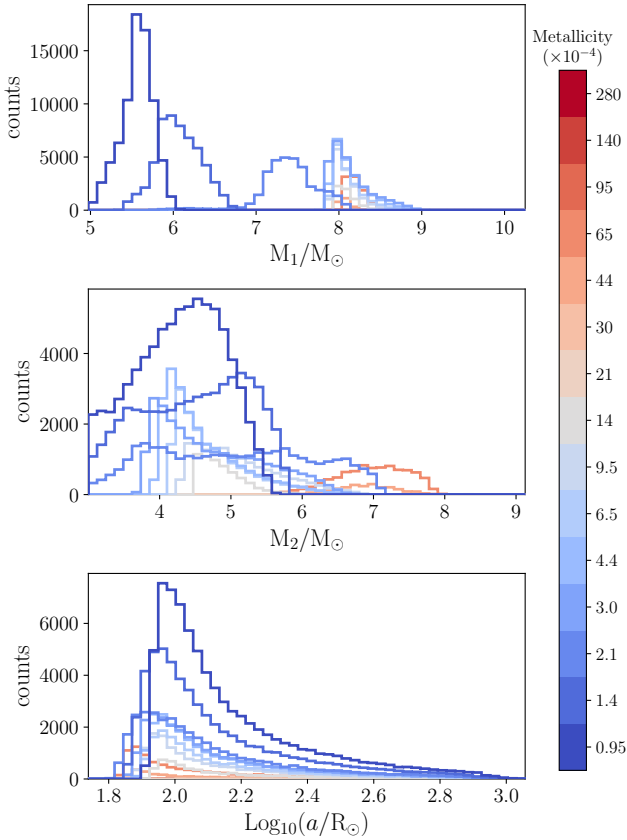 Metallicity
(×10⁻⁴)
15000
10000
5000
0
counts
5 6 7 8 9 10
M₁/M⊙
4000
2000
0
counts
4 5 6 7 8 9
M₂/M⊙
6000
4000
2000
0
counts
1.8 2.0 2.2 2.4 2.6 2.8 3.0
Log₁₀(a/R⊙)
280
140
95
65
44
30
21
14
9.5
6.5
4.4
3.0
2.1
1.4
0.95